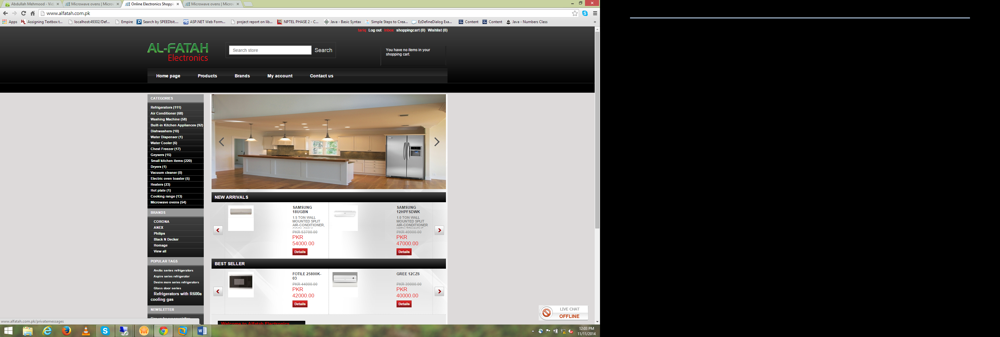 Abdullah Mehmood - Vid
Microwave ovens | Microw
Online Electronics Shoppi
Microwave ovens | Microw
www.alfatah.com.pk
Apps
Assigning Textbox t...
localhost:49302/Def...
Empire
Search by SPEEDbit....
ASP.NET Web Form...
project report on lib...
NPTEL PHASE 2 - C...
Java - Basic Syntax
Simple Steps to Crea...
EzDefineDialog Exa...
Content
Content
Java - Numbers Class
»
tariq Log out Inbox shoppingcart (0) Wishlist (0)
AL-FATAH
Electronics
Search store
Search
You have no items in your
shopping cart.
Home page
Products
Brands
My account
Contact us
CATEGORIES
Refrigerators (111)
Air Conditioner (68)
Washing Machine (58)
Built-in Kitchen Appliances (92)
Dishwashers (10)
Water Dispenser (1)
Water Cooler (6)
Chest Freezer (17)
Geysers (15)
Small kitchen items (220)
Dryers (1)
Vacuum cleaner (0)
Electric oven toaster (5)
Heaters (23)
Hot plate (1)
Cooking range (13)
Microwave ovens (54)
BRANDS
CORONA
ANEX
Philips
Black N Decker
Homage
View all
POPULAR TAGS
Arctic series refrigerators
Aspire series refrigerator
Desire more series refrigerators
Glass door series
Refrigerators with R600a
cooling gas
NEWSLETTER
NEW ARRIVALS
SAMSUNG
18UGBN
1.5 TON WALL
MOUNTED SPLIT
AIR-CONDITIONER,
COOL ONLY
PKR 53700.00
PKR
54000.00
Details
SAMSUNG
12HPFSDWK
1.0 TON WALL
MOUNTED SPLIT
AIR-CONDITIONER
WITH TRIANGLE
PKR 49900.00
PKR
47000.00
Details
BEST SELLER
FOTILE 25800K-
03
PKR 44000.00
PKR
42000.00
Details
GREE 12CZ6
PKR 39000.00
PKR
40000.00
Details
Welcome to Alfatah Electronics
LIVE CHAT
OFFLINE
www.alfatah.com.pk/privatemessages
12:03 PM
11/11/2014